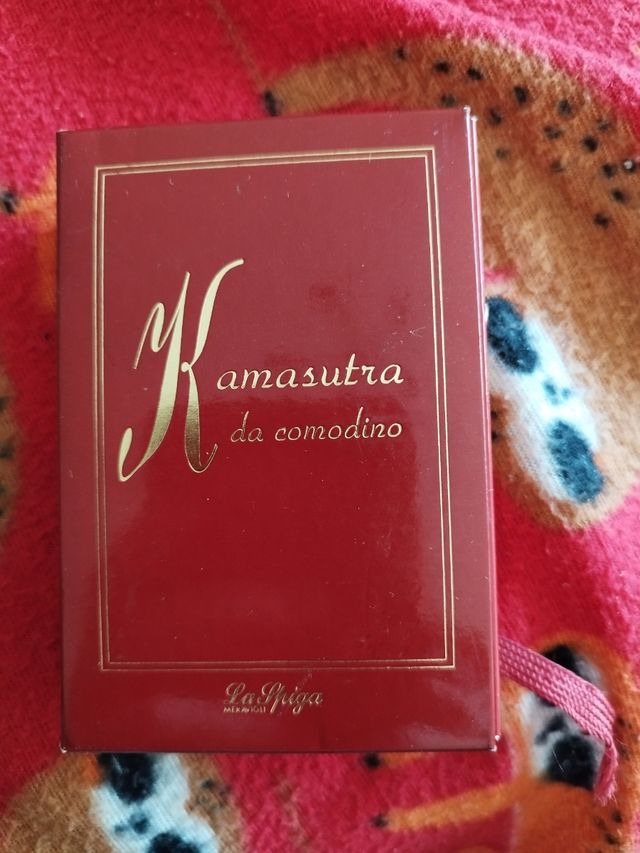 Kamasutra
da comodino
La Spiga
MERAVIGLI